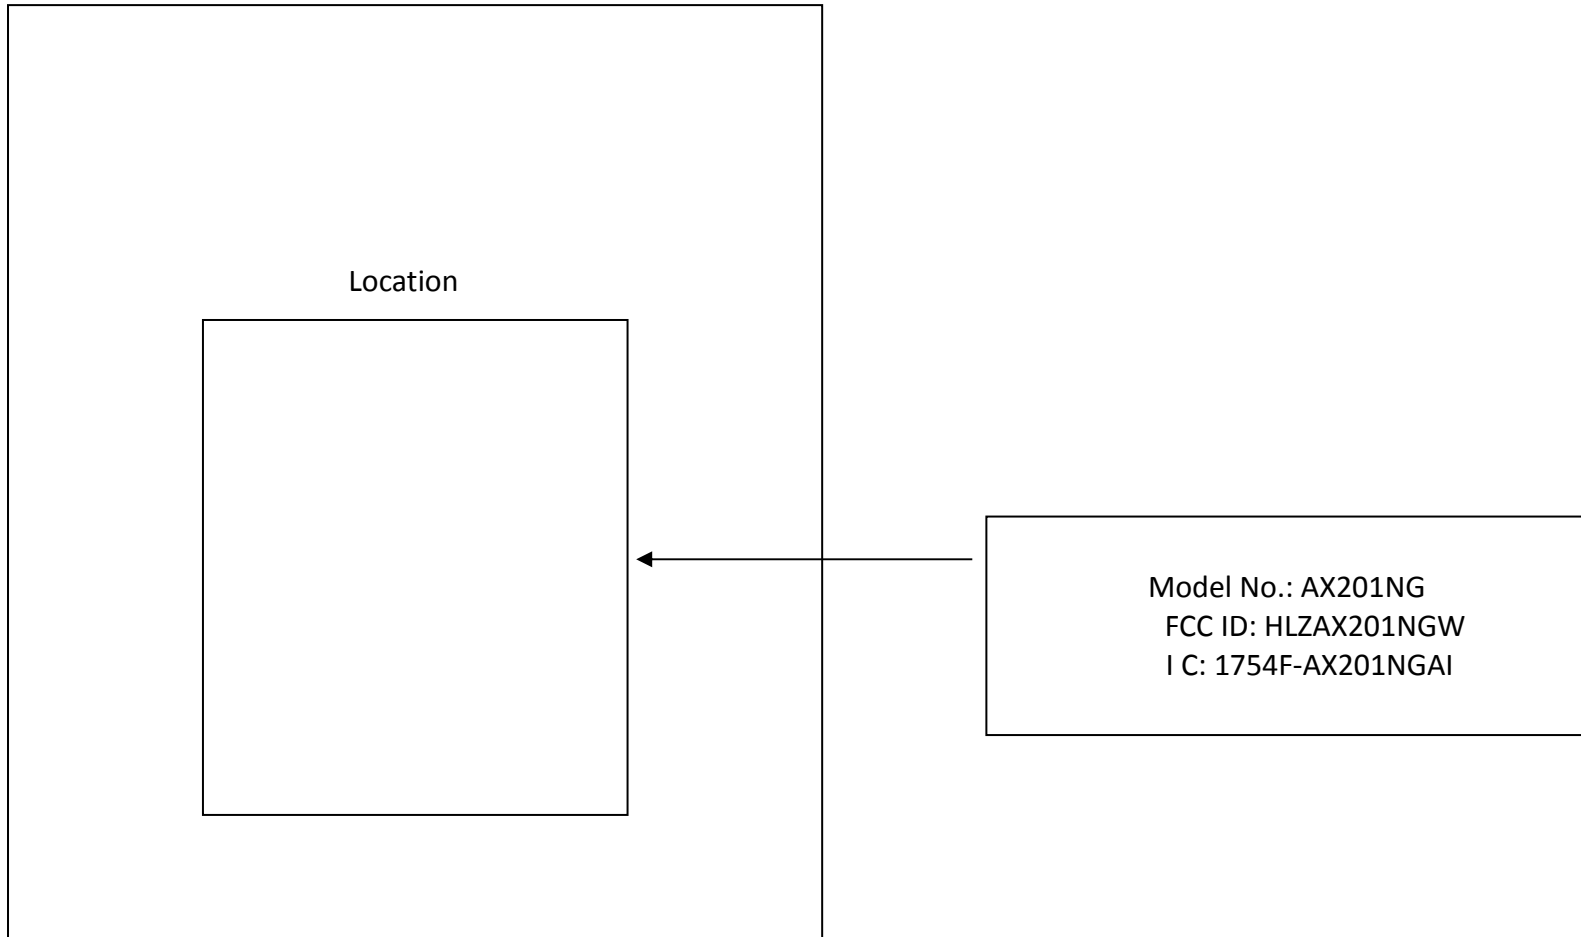 Location
Model No.: AX201NG
FCC ID: HLZAX201NGW
I C: 1754F-AX201NGAI